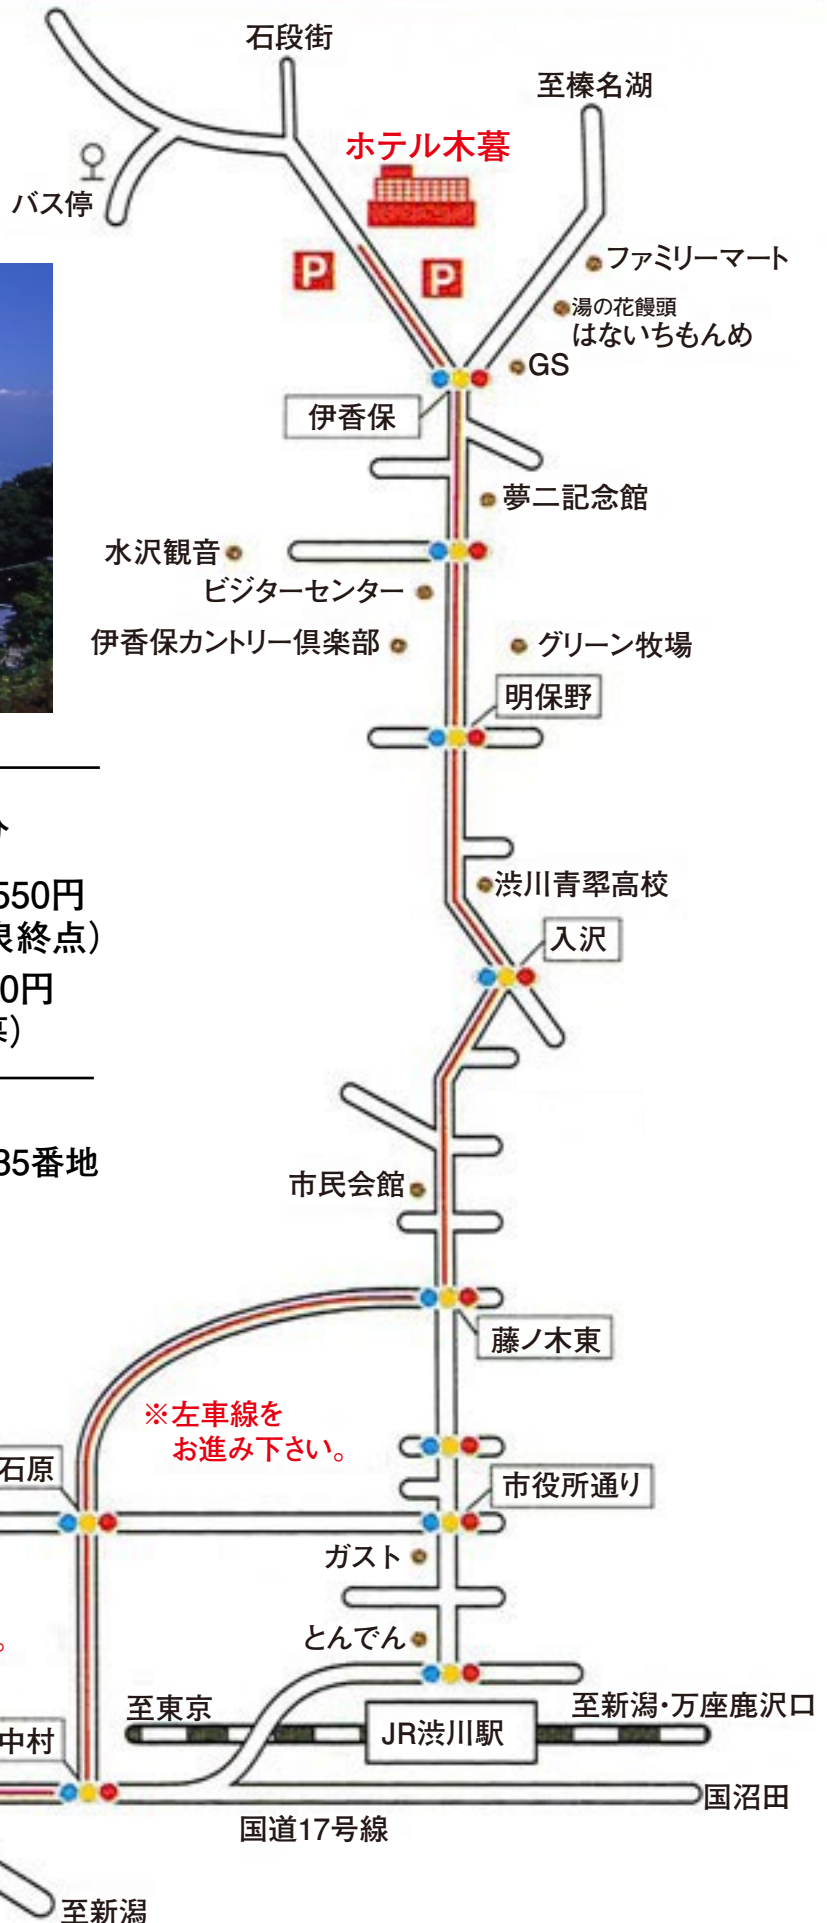 石段街
至榛名湖
ホテル木暮
バス停
P
P
ファミリーマート
湯の花饅頭
はないちもんめ
GS
伊香保
夢二記念館
水沢観音
ビジターセンター
伊香保カントリー倶楽部
グリーン牧場
明保野
550円
終点）
渋川青翠高校
入沢
0円
）
35番地
市民会館
藤ノ木東
※左車線を
お進み下さい。
石原
市役所通り
ガスト
。
とんでん
至東京
至新潟・万座鹿沢口
JR渋川駅
中村
国沼田
国道17号線
至新潟